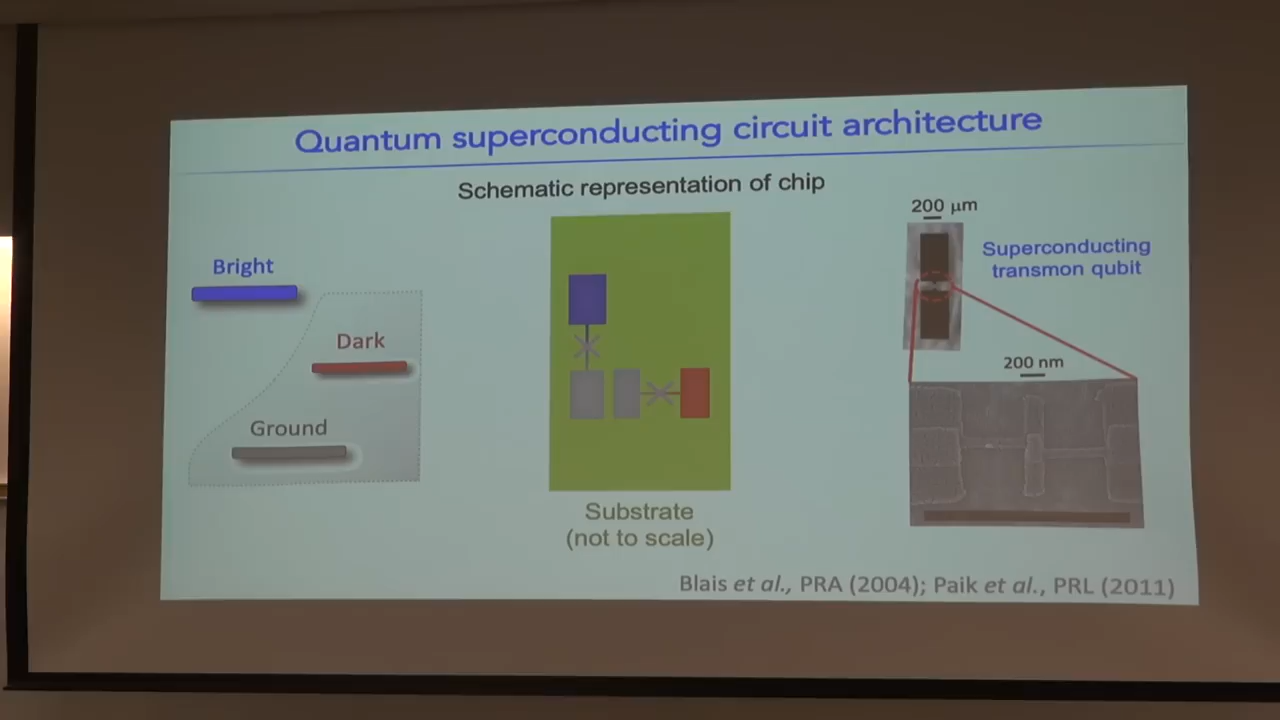 Quantum superconducting circuit architecture
Schematic representation of chip
Bright
Dark
Ground
Substrate
(not to scale)
200 µm
Superconducting
transmon qubit
200 nm
Blais et al., PRA (2004); Paik et al., PRL (2011)